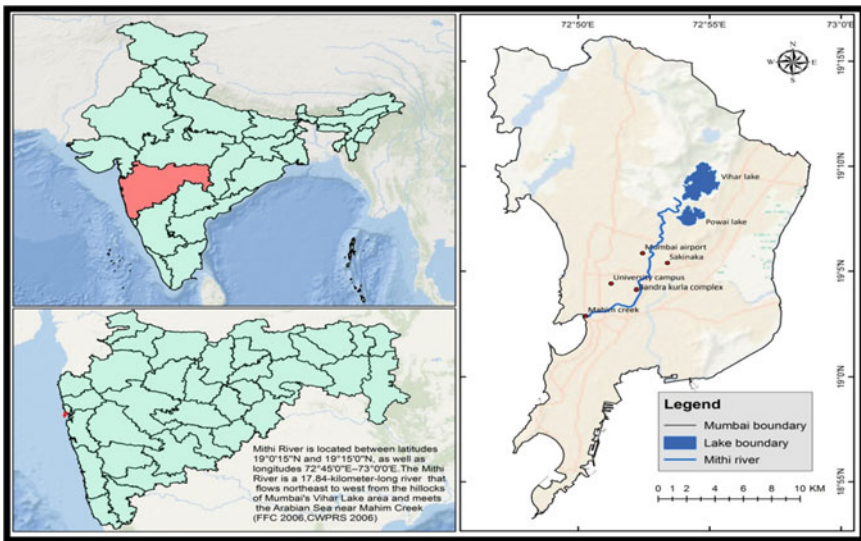 Mithi River is located between latitudes
19°0'15"N and 19°15'0"N, as well as
longitudes 72°45'0"E–73°0'0'E.The Mithi
River is a 17.84-kilometer-long river that
flows northeast to west from the hillocks
of Mumbai's Vihar Lake area and meets
the Arabian Sea near Mahim Creek
(FFC 2006,CWPRS 2006)
72°50'E
72°55'E
73°0'E
19°15'N
19°10'N
19°5'N
19°0'N
18°55'N
N
W
E
S
Vihar lake
Powai lake
Mumbai airport
Sakinaka
University campus
Bandra kurla complex
Mahim creek
Legend
Mumbai boundary
Lake boundary
Mithi river
0 1 2 4 6 8 10 KM